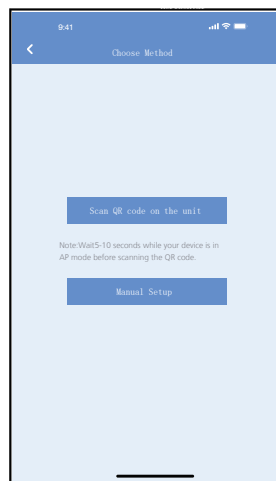 9:41
Choose Method
Scan QR code on the unit
Note:Wait5-10 seconds while your device is in
AP mode before scanning the QR code.
Manual Setup